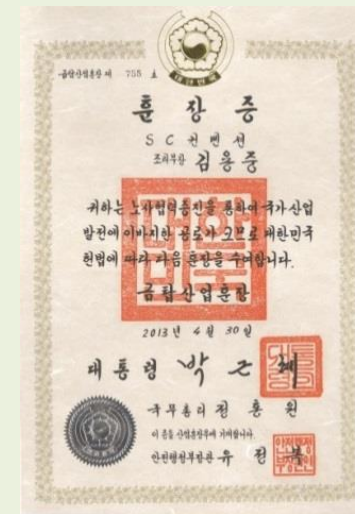 금탑산업훈장 제 755 호
대한민국
훈장증
SC컨벤션
조리부장 김용중
귀하는 노사협력증진을 통하여 국가산업
발전에 이바지한 공로가 크므로 대한민국
헌법에 따라 다음 훈장을 수여합니다.
금탑산업훈장
2013년 4월 30일
대통령 박근혜
국무총리 정홍원
이 증을 산업훈장부에 기재합니다.
안전행정부장관 유정복